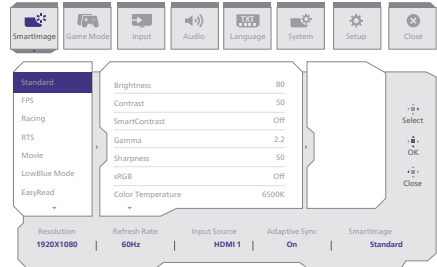 TXT
SmartImage
Game Mode
Input
Audio
Language
System
Setup
Close
Standard
FPS
Racing
RTS
Movie
LowBlue Mode
EasyRead
Brightness 80
Contrast 50
SmartContrast Off
Gamma 2.2
Sharpness 50
sRGB Off
Color Temperature 6500K
Select
OK
Close
Resolution Refresh Rate Input Source Adaptive Sync SmartImage
1920X1080 | 60Hz | HDMI 1 | On | Standard